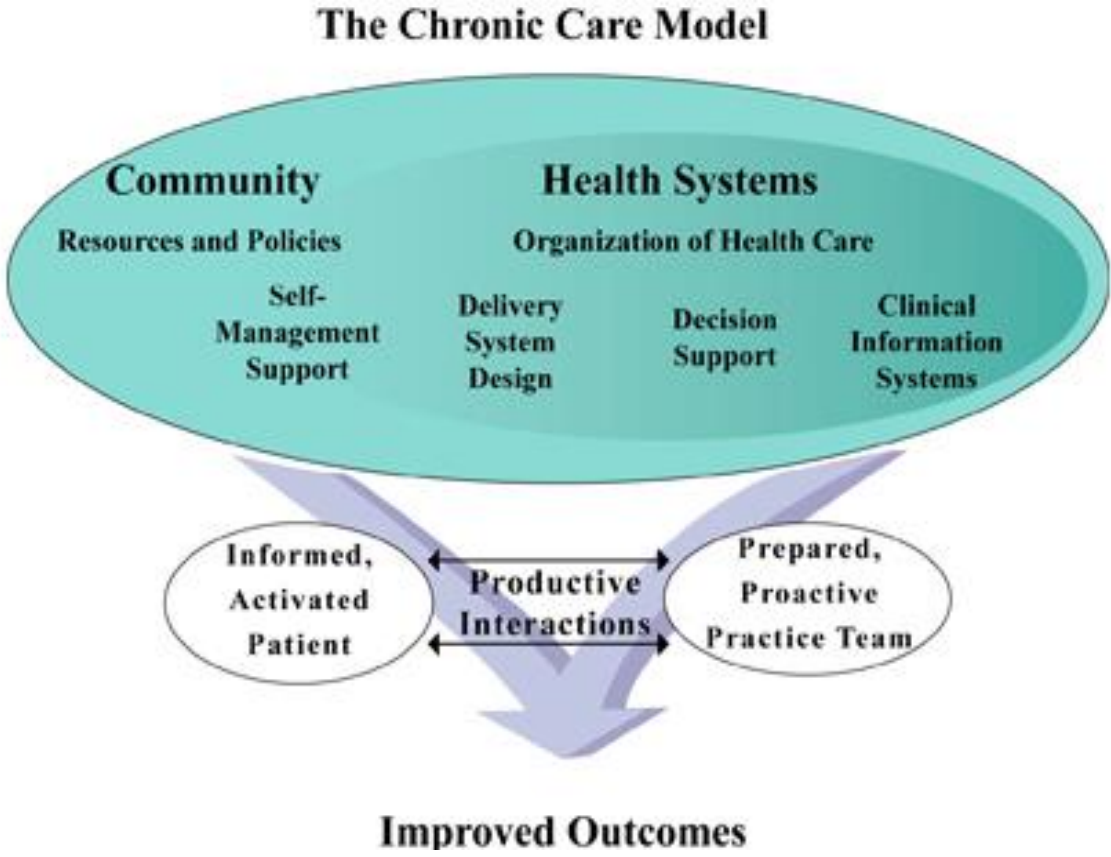 The Chronic Care Model
Community
Health Systems
Resources and Policies
Organization of Health Care
Self-
Management
Support
Delivery
System
Design
Decision
Support
Clinical
Information
Systems
Informed,
Activated
Patient
Productive
Interactions
Prepared,
Proactive
Practice Team
Improved Outcomes